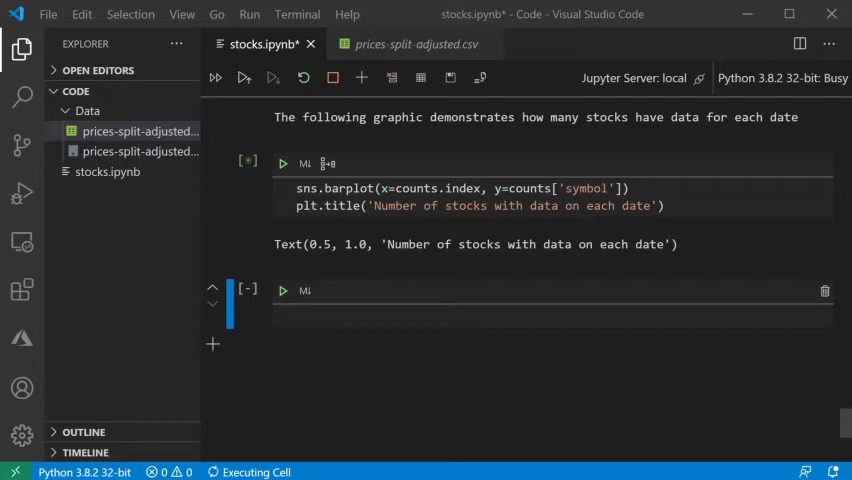 File Edit Selection View Go Run Terminal Help stocks.ipynb* - Code - Visual Studio Code
EXPLORER
stocks.ipynb*
prices-split-adjusted.csv
OPEN EDITORS
CODE
Data
prices-split-adjusted...
prices-split-adjusted...
stocks.ipynb
OUTLINE
TIMELINE
Jupyter Server: local
Python 3.8.2 32-bit: Busy
The following graphic demonstrates how many stocks have data for each date
[*] M↓
sns.barplot(x=counts.index, y=counts['symbol'])
plt.title('Number of stocks with data on each date')
Text(0.5, 1.0, 'Number of stocks with data on each date')
[-] M↓
Python 3.8.2 32-bit 0 0 Executing Cell